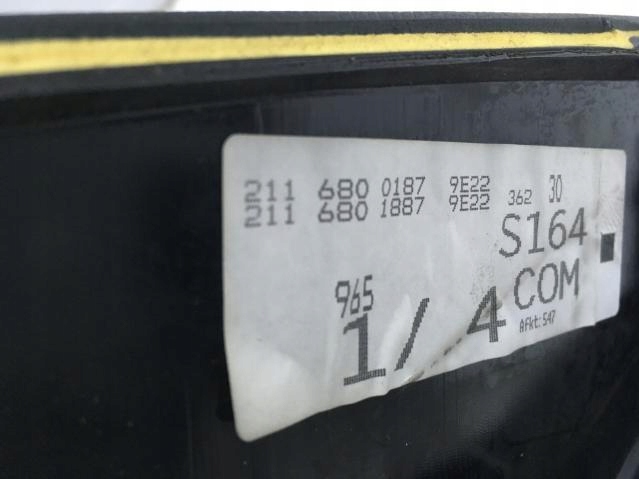 211 680 0187 9E22 362 30
211 680 1887 9E22
S164
965 COM
1/ 4 Afkt:547